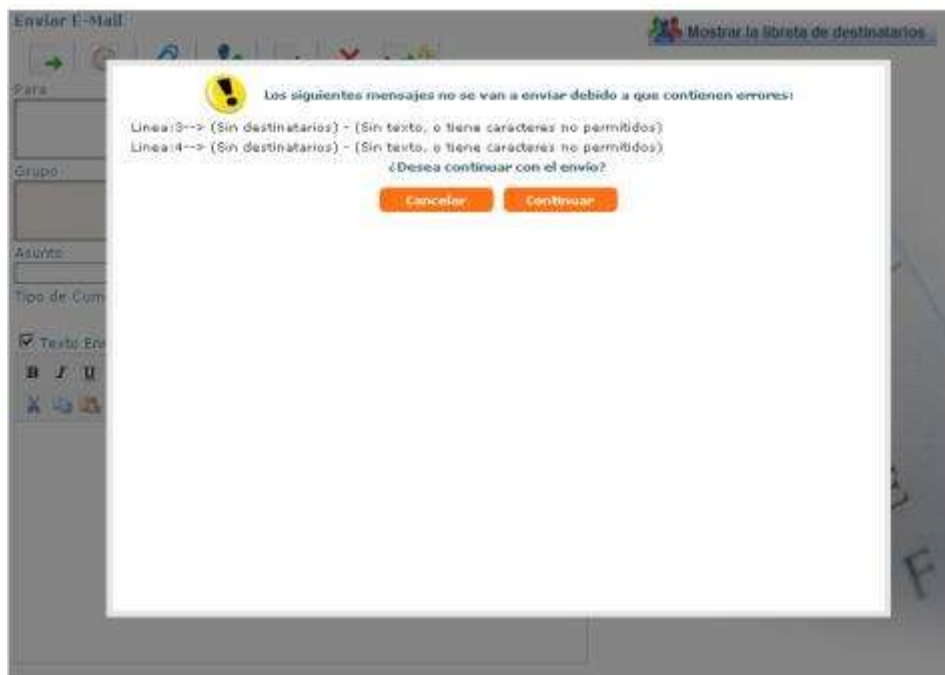 Enviar E-Mail
Mostrar la libreta de destinatarios
Para
Los siguientes mensajes no se van a enviar debido a que contienen errores:
Linea:3--> (Sin destinatarios) - (Sin texto, o tiene caracteres no permitidos)
Linea:4--> (Sin destinatarios) - (Sin texto, o tiene caracteres no permitidos)
¿Desea continuar con el envío?
Grupo
Cancelar Continuar
Asunto
Tipo de Com
Texto En
B I U
E
F